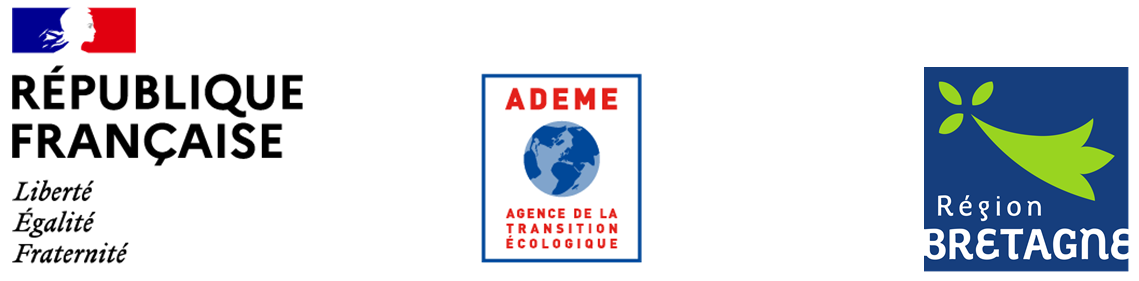 RÉPUBLIQUE
FRANÇAISE
Liberté
Égalité
Fraternité
ADEME
AGENCE DE LA
TRANSITION
ÉCOLOGIQUE
Région
BRETAGNE